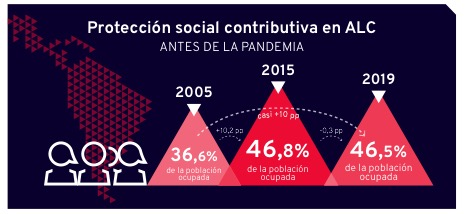 Protección social contributiva en ALC
ANTES DE LA PANDEMIA
2005
2015
2019
casi +10 pp
+10,2 pp
-0,3 pp
36,6%
de la población
ocupada
46,8%
de la población
ocupada
46,5%
de la población
ocupada